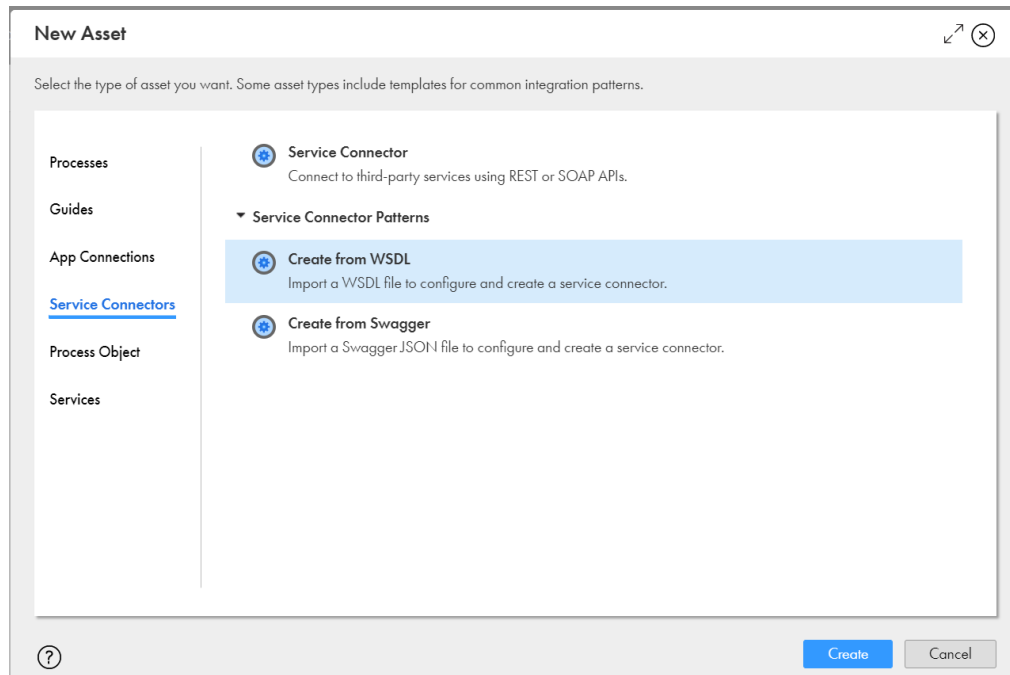 New Asset
Select the type of asset you want. Some asset types include templates for common integration patterns.
Processes
Guides
App Connections
Service Connectors
Process Object
Services
Service Connector
Connect to third-party services using REST or SOAP APIs.
Service Connector Patterns
Create from WSDL
Import a WSDL file to configure and create a service connector.
Create from Swagger
Import a Swagger JSON file to configure and create a service connector.
?
Create
Cancel